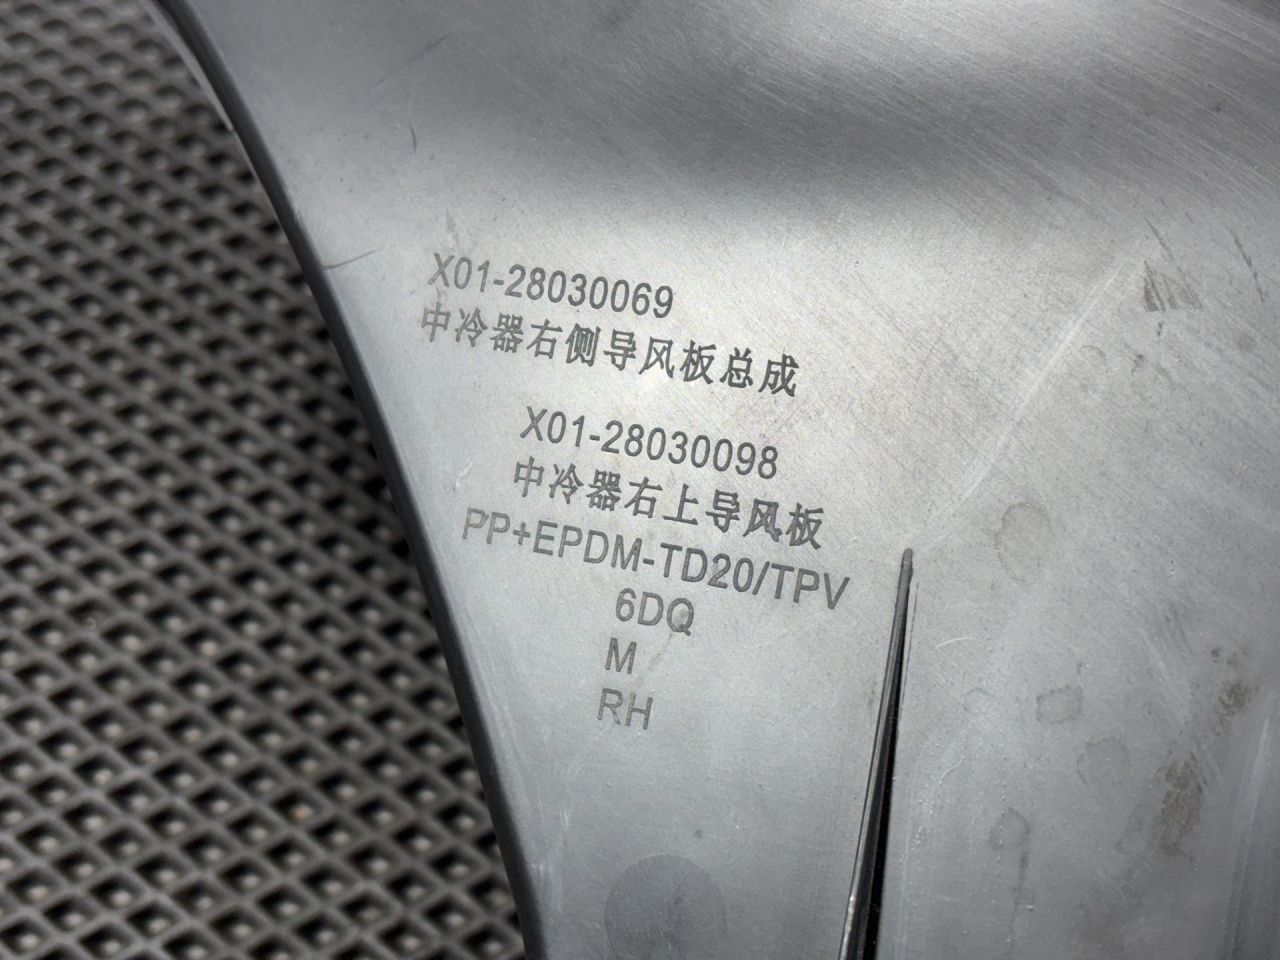 X01-28030069
中冷器右侧导风板总成
X01-28030098
中冷器右上导风板
PP+EPDM-TD20/TPV
6DQ
M
RH